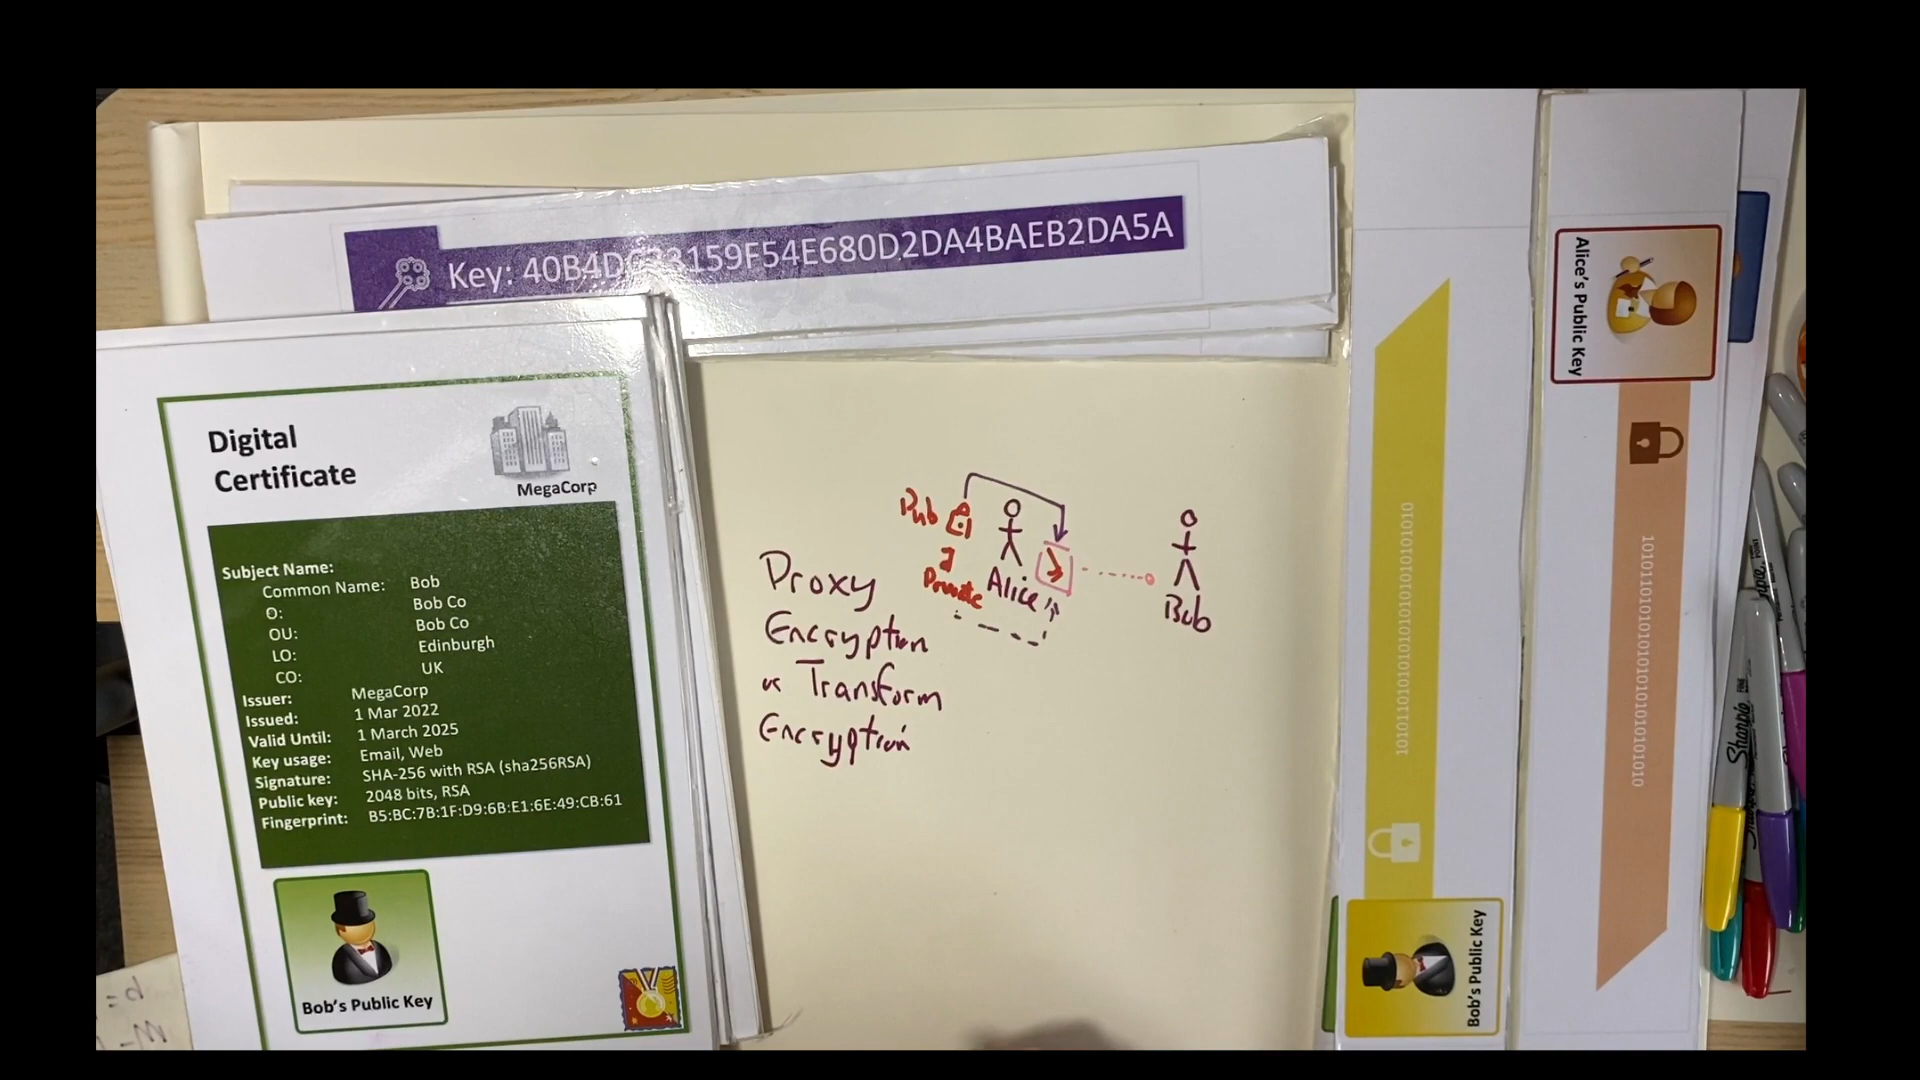 Key: 40B4DC
159F54E680D2DA4BAEB2DA5A
Digital
Certificate
MegaCorp
Subject Name:
Common Name: Bob
O: Bob Co
OU: Bob Co
LO: Edinburgh
CO: UK
Issuer: MegaCorp
Issued: 1 Mar 2022
Valid Until: 1 March 2025
Key usage: Email, Web
Signature: SHA-256 with RSA (sha256RSA)
Public key: 2048 bits, RSA
Fingerprint: B5:BC:7B:1F:D9:6B:E1:6E:49:CB:61
Bob's Public Key
Pub
Private
Alice
Bob
Proxy
Encryption
or Transform
Encryption
Bob's Public Key
Alice's Public Key
Sharpie